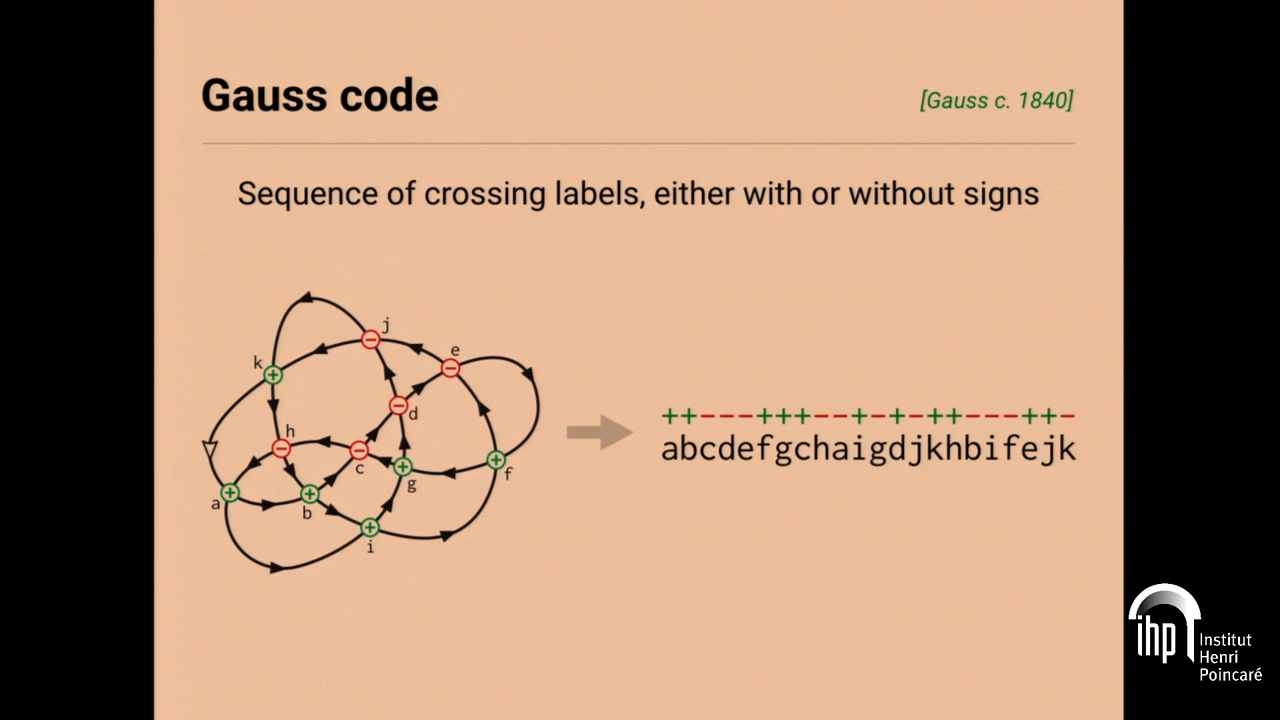 Gauss code
[Gauss c. 1840]
Sequence of crossing labels, either with or without signs
j
e
k
d
h
c
f
g
a
b
i
++−−−+++−−+−+−++−−−++−
abcdefgchaigdjkhbifejk
ihp
Institut
Henri
Poincaré